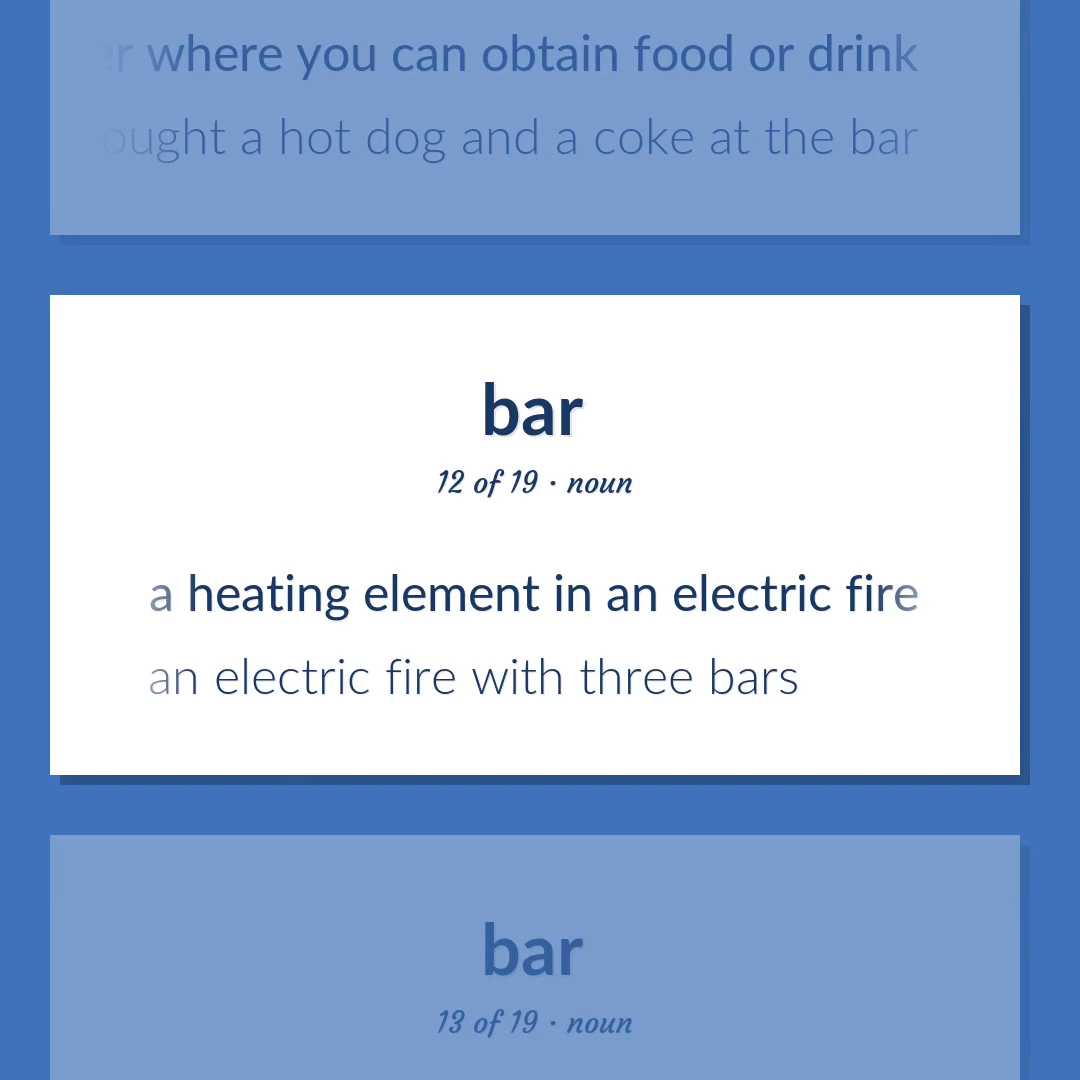 where you can obtain food or drink
ought a hot dog and a coke at the bar
bar
12 of 19 · noun
a heating element in an electric fire
an electric fire with three bars
bar
13 of 19 · noun